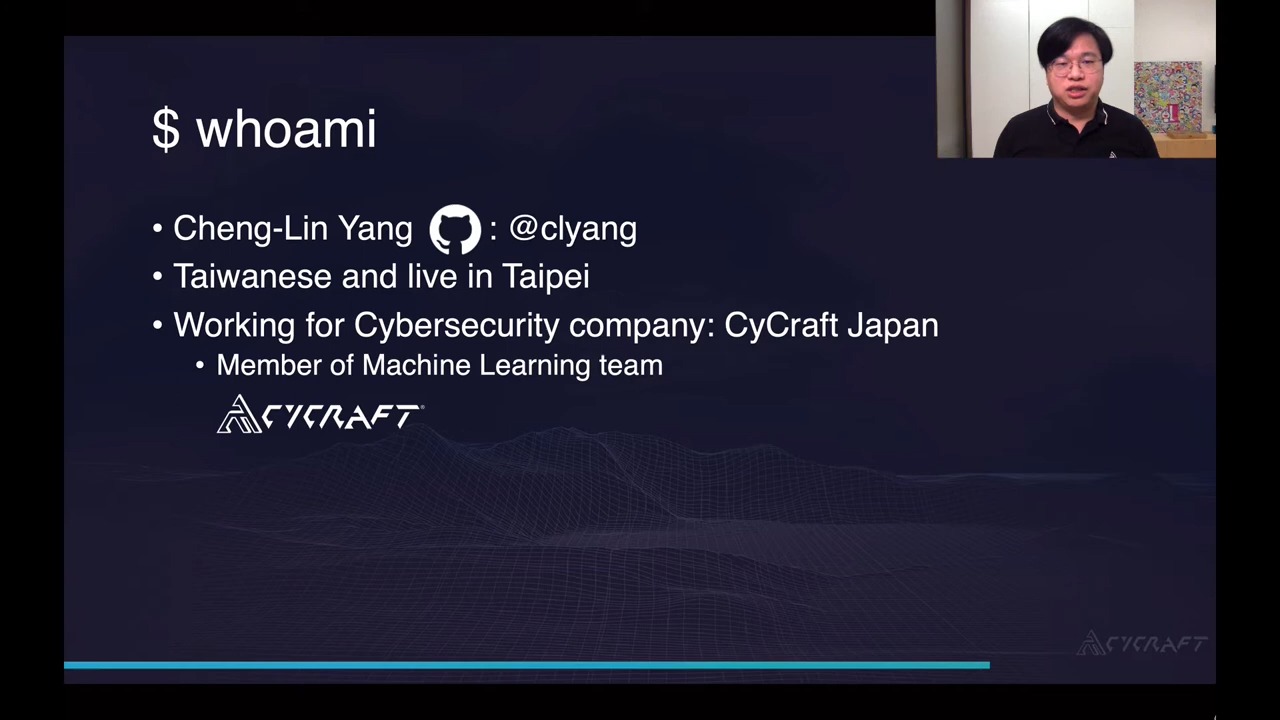 $ whoami
• Cheng-Lin Yang : @clyang
• Taiwanese and live in Taipei
• Working for Cybersecurity company: CyCraft Japan
• Member of Machine Learning team
CYCRAFT®
CYCRAFT